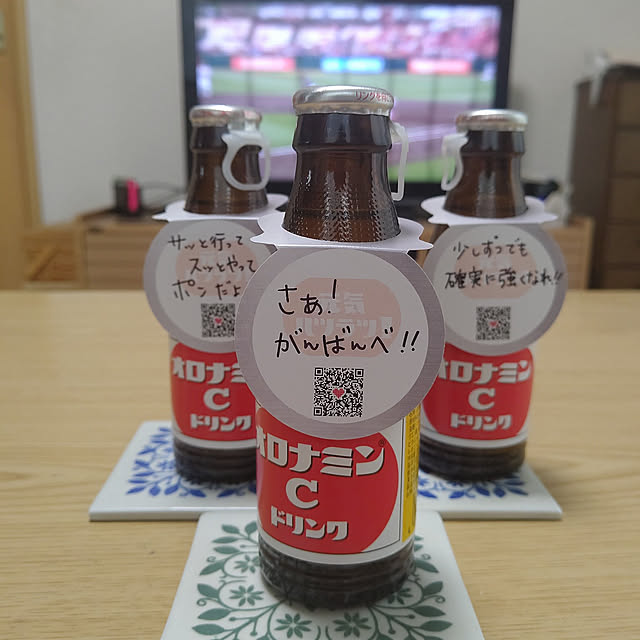 サッと行って
スッとやって
ポンだよ
オロナミン
C
ドリンク
さぁ!
がんばんべ!!
オロナミン
C
ドリンク
少しずつでも
確実に強くなれ!!
オロナミン
C
ドリンク